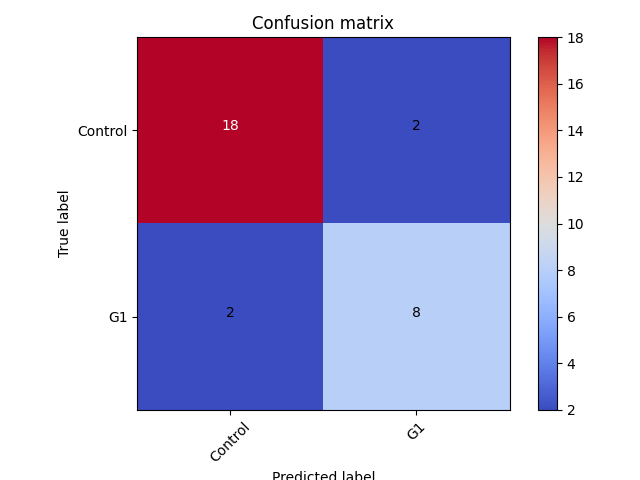 Confusion matrix
Control
G1
True label
18
2
2
8
Control
G1
Predicted label
18
16
14
12
10
8
6
4
2